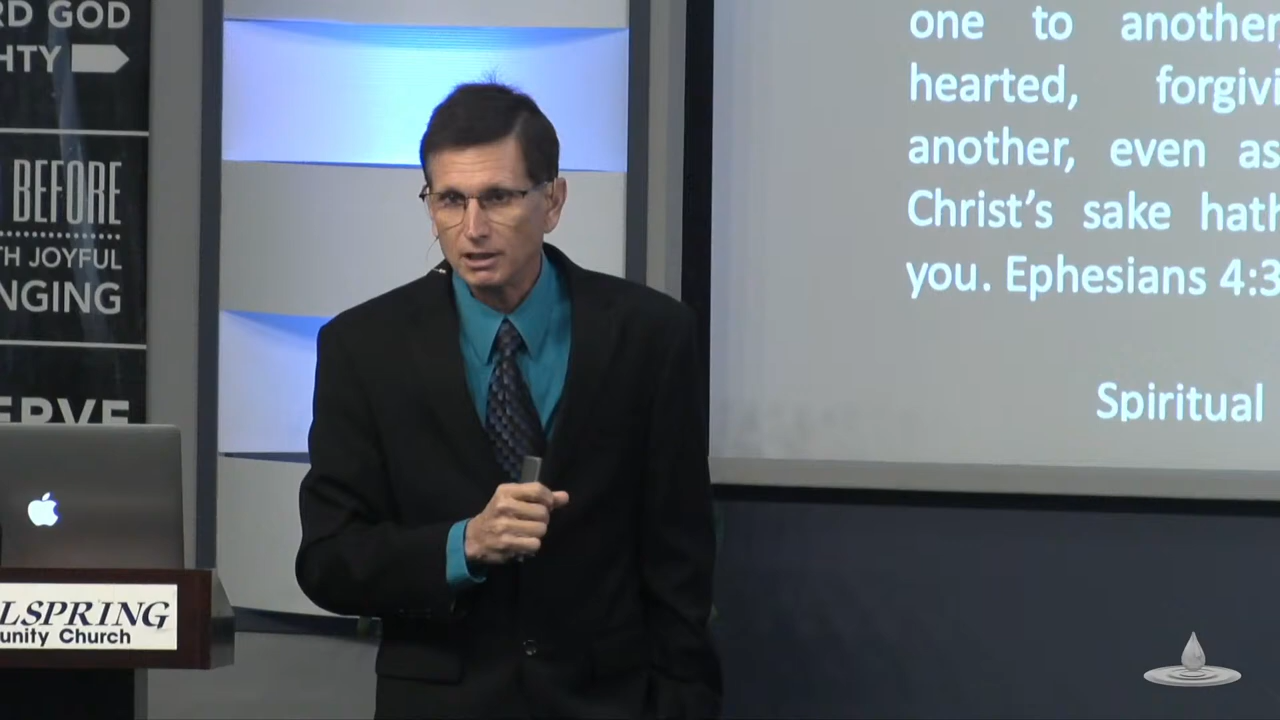 RD GOD
HTY
BEFORE
TH JOYFUL
NGING
ERVE
LSPRING
unity Church
one to another,
hearted, forgivi
another, even as
Christ's sake hath
you. Ephesians 4:3
Spiritual